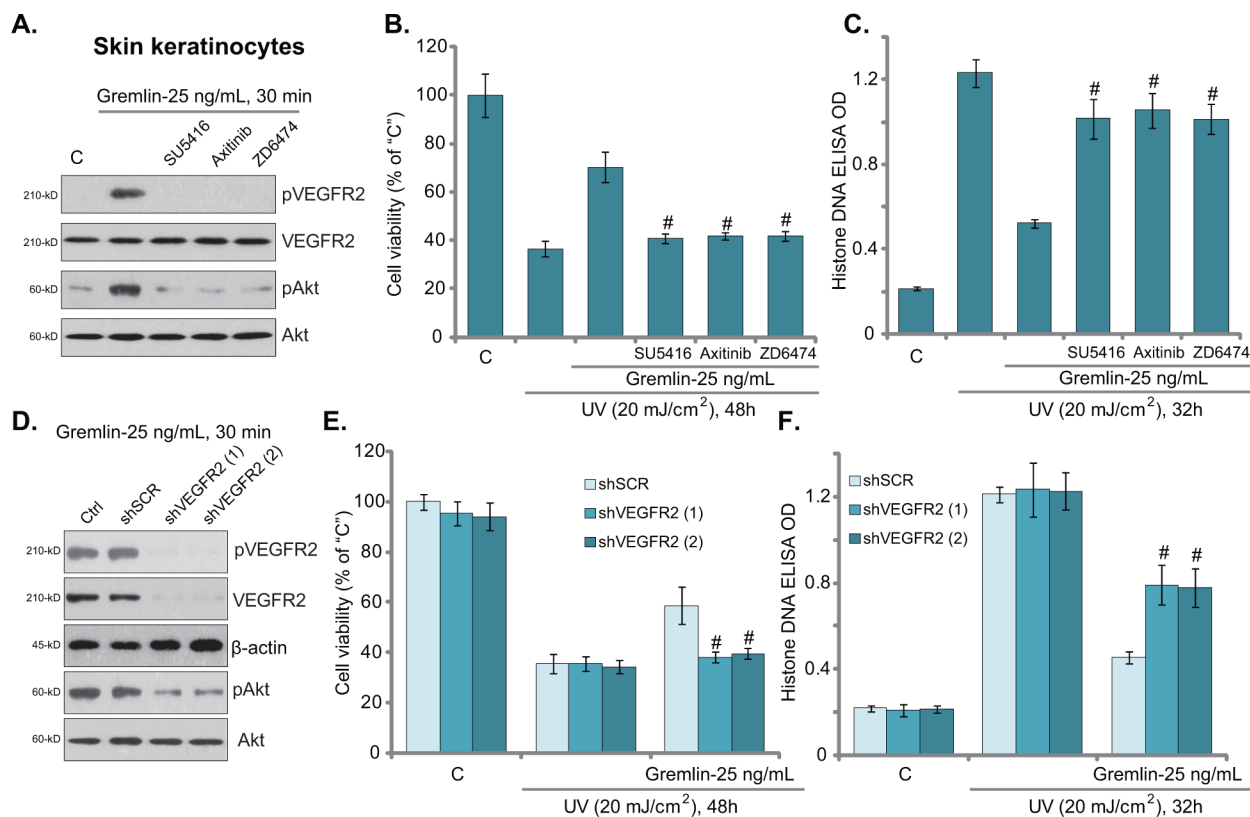 A.
Skin keratinocytes
Gremlin-25 ng/mL, 30 min
C
SU5416
Axitinib
ZD6474
210-kD
pVEGFR2
210-kD
VEGFR2
60-kD
pAkt
60-kD
Akt
B.
Cell viability (% of “C”)
120
100
80
60
40
20
0
# # #
C
SU5416 Axitinib ZD6474
Gremlin-25 ng/mL
UV (20 mJ/cm2), 48h
C.
Histone DNA ELISA OD
1.2
0.8
0.4
0
# # #
C
SU5416 Axitinib ZD6474
Gremlin-25 ng/mL
UV (20 mJ/cm2), 32h
D.
Gremlin-25 ng/mL, 30 min
Ctrl
shSCR
shVEGFR2 (1)
shVEGFR2 (2)
210-kD
pVEGFR2
210-kD
VEGFR2
45-kD
β-actin
60-kD
pAkt
60-kD
Akt
E.
Cell viability (% of “C”)
120
100
80
60
40
20
0
shSCR
shVEGFR2 (1)
shVEGFR2 (2)
# #
C
Gremlin-25 ng/mL
UV (20 mJ/cm2), 48h
F.
Histone DNA ELISA OD
1.2
0.8
0.4
0
shSCR
shVEGFR2 (1)
shVEGFR2 (2)
# #
C
Gremlin-25 ng/mL
UV (20 mJ/cm2), 32h